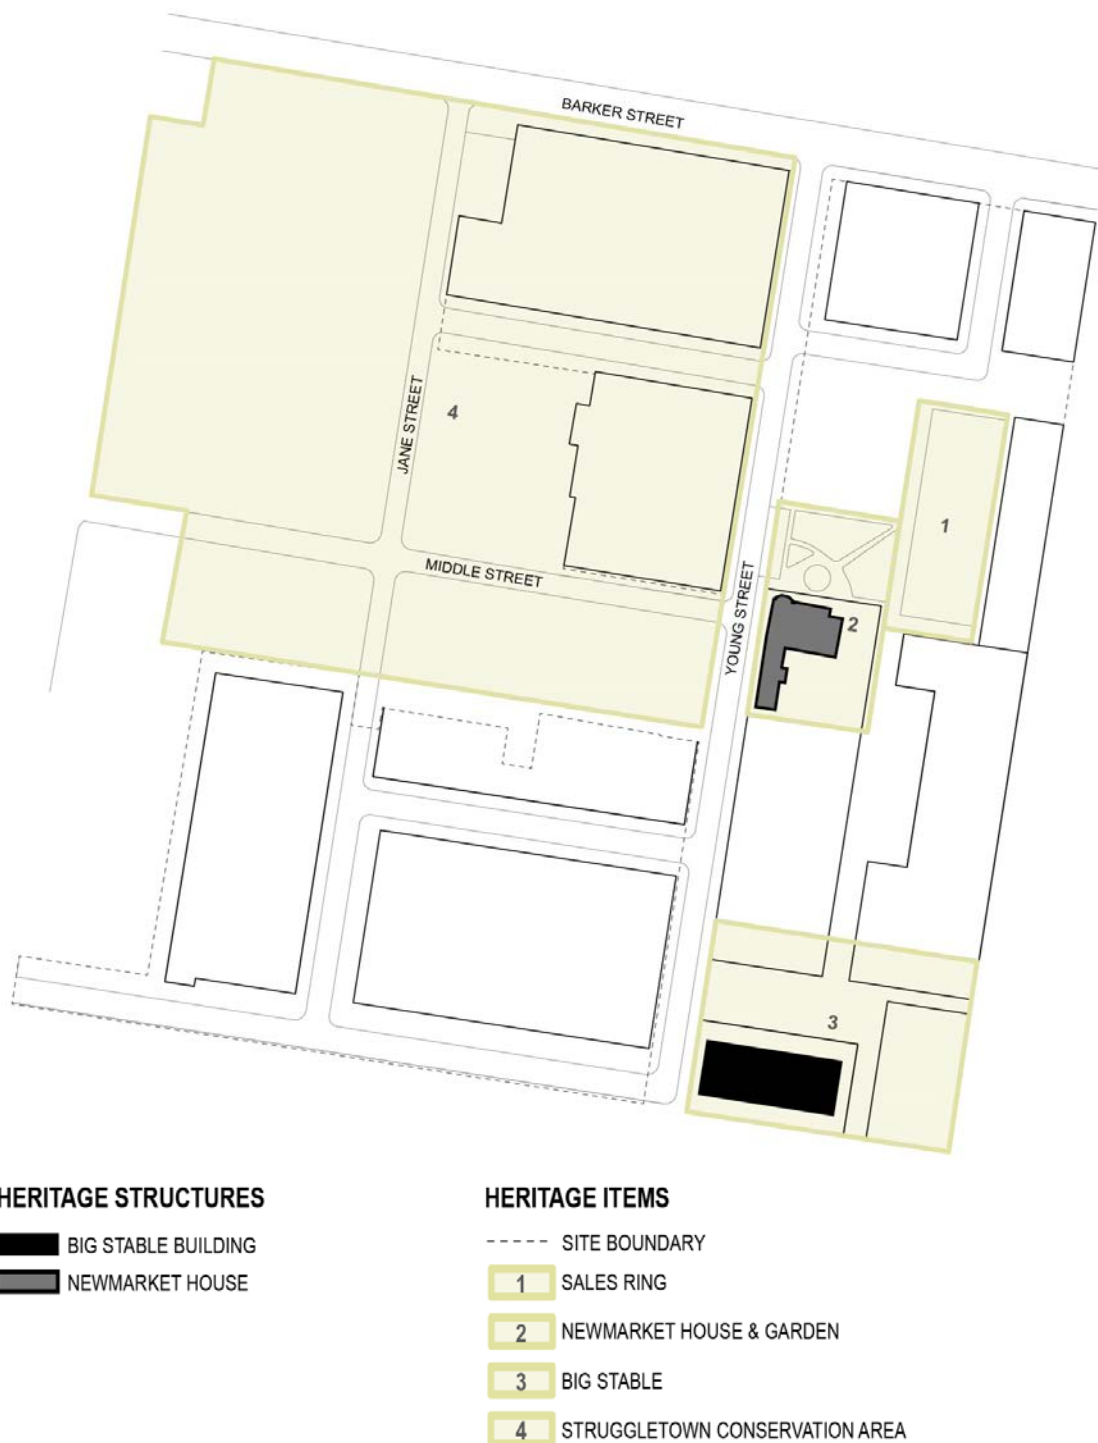 BARKER STREET
JANE STREET
4
1
MIDDLE STREET
YOUNG STREET
2
3
HERITAGE STRUCTURES
BIG STABLE BUILDING
NEWMARKET HOUSE
HERITAGE ITEMS
SITE BOUNDARY
1 SALES RING
2 NEWMARKET HOUSE & GARDEN
3 BIG STABLE
4 STRUGGLETOWN CONSERVATION AREA